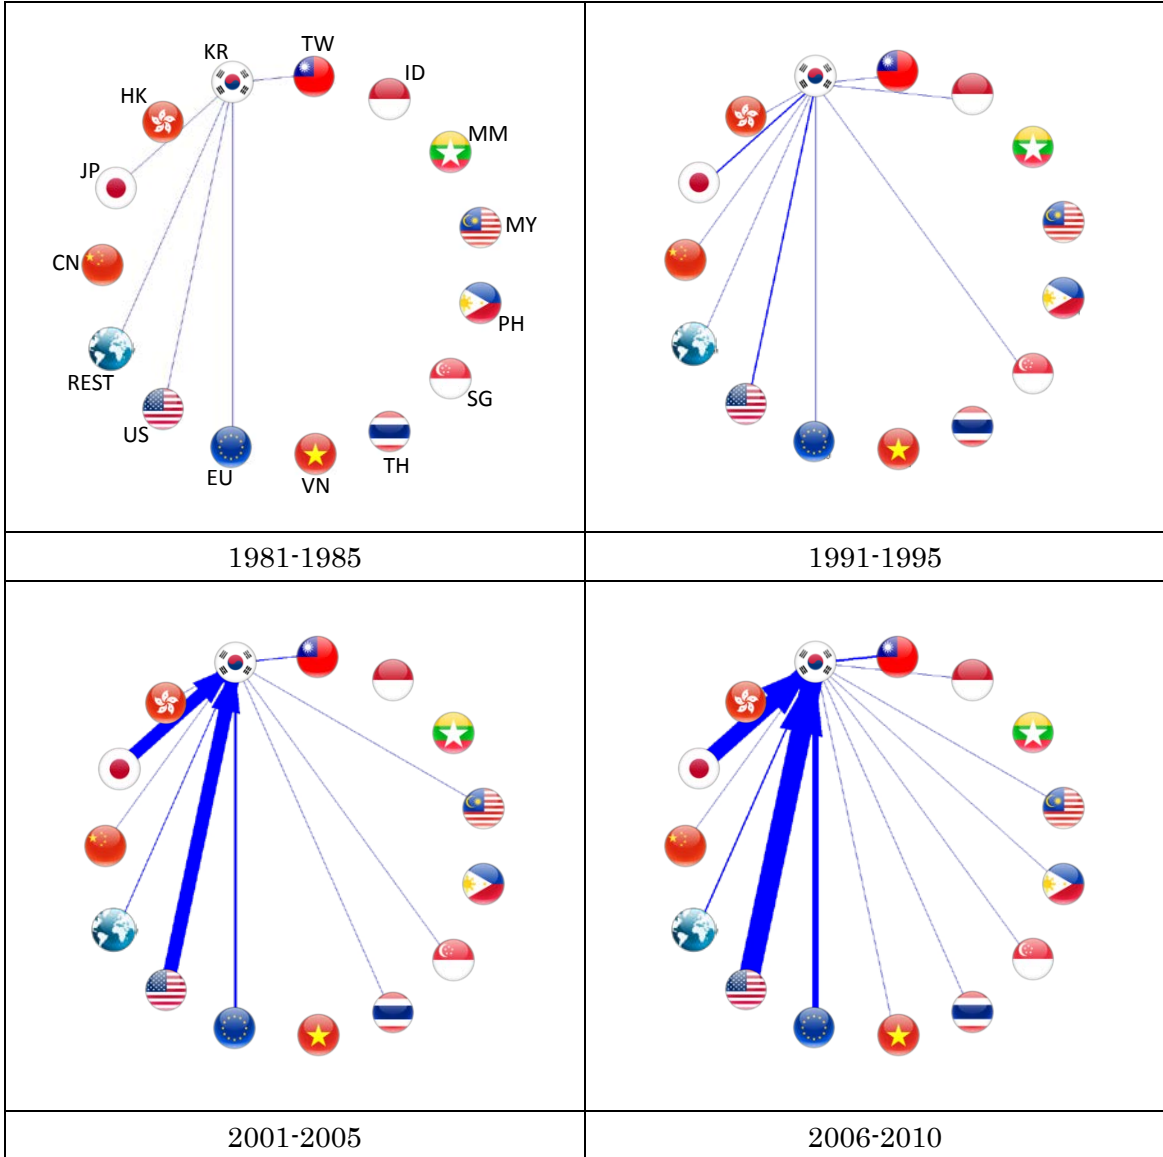 KR
TW
ID
HK
MM
JP
MY
CN
PH
REST
SG
US
TH
EU
VN
1981-1985
1991-1995
2001-2005
2006-2010